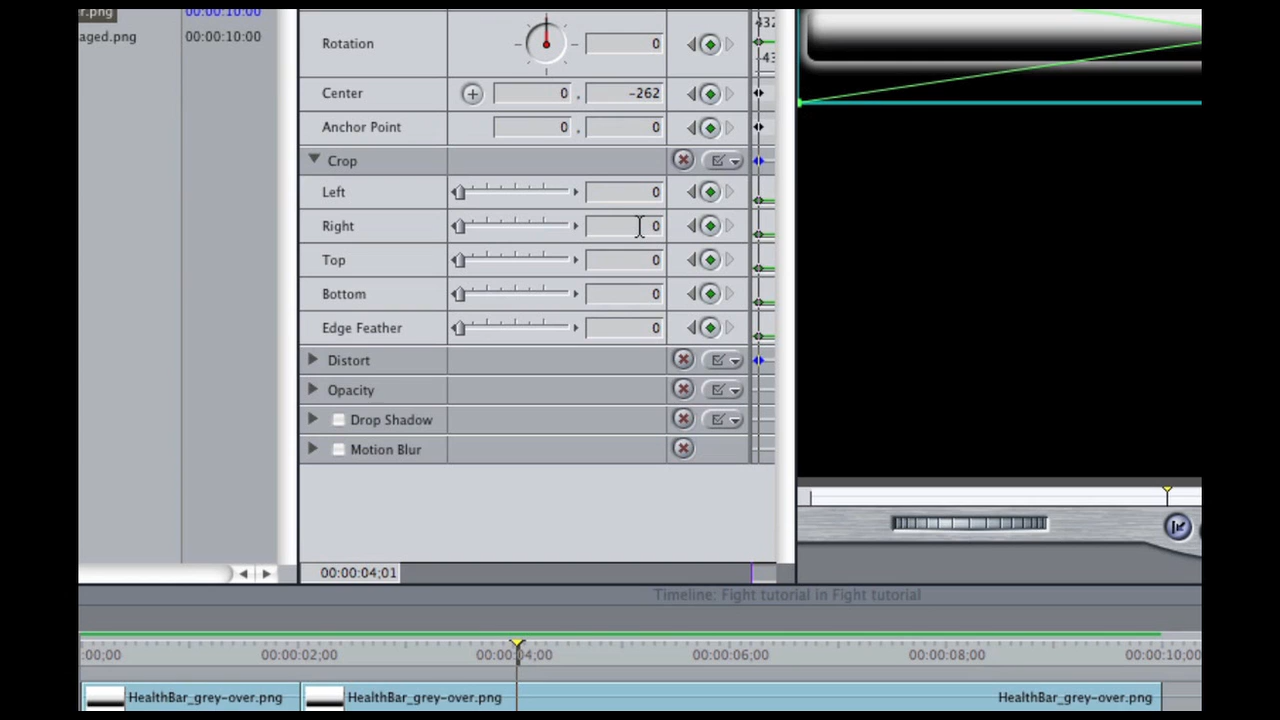 r.png 00:00:10:00
aged.png 00:00:10:00
432
Rotation 0
-43
Center 0 , -262
Anchor Point 0 , 0
Crop
Left 0
Right 0
Top 0
Bottom 0
Edge Feather 0
Distort
Opacity
Drop Shadow
Motion Blur
00:00:04;01
Timeline: Fight tutorial in Fight tutorial
:00;00 00:00:02;00 00:00:04;00 00:00:06;00 00:00:08;00 00:00:10;00
HealthBar_grey-over.png HealthBar_grey-over.png HealthBar_grey-over.png